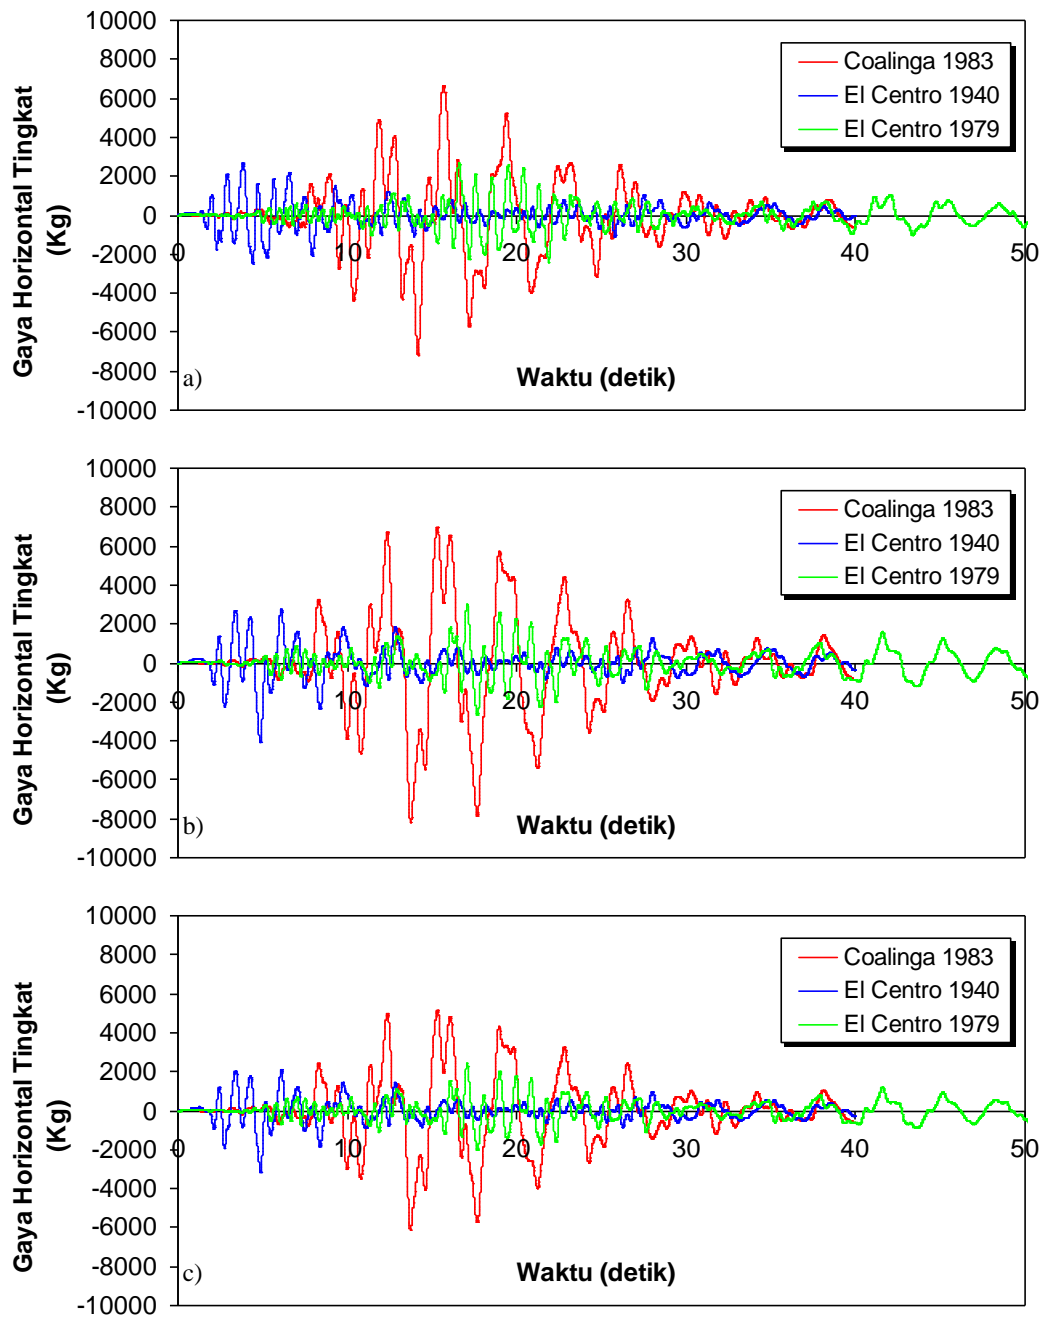 10000
8000
6000
4000
2000
0
-2000
-4000
-6000
-8000
-10000
Gaya Horizontal Tingkat
(Kg)
Coalinga 1983
El Centro 1940
El Centro 1979
0 10 20 30 40 50
a)
Waktu (detik)
10000
8000
6000
4000
2000
0
-2000
-4000
-6000
-8000
-10000
Gaya Horizontal Tingkat
(Kg)
Coalinga 1983
El Centro 1940
El Centro 1979
0 10 20 30 40 50
b)
Waktu (detik)
10000
8000
6000
4000
2000
0
-2000
-4000
-6000
-8000
-10000
Gaya Horizontal Tingkat
(Kg)
Coalinga 1983
El Centro 1940
El Centro 1979
0 10 20 30 40 50
c)
Waktu (detik)